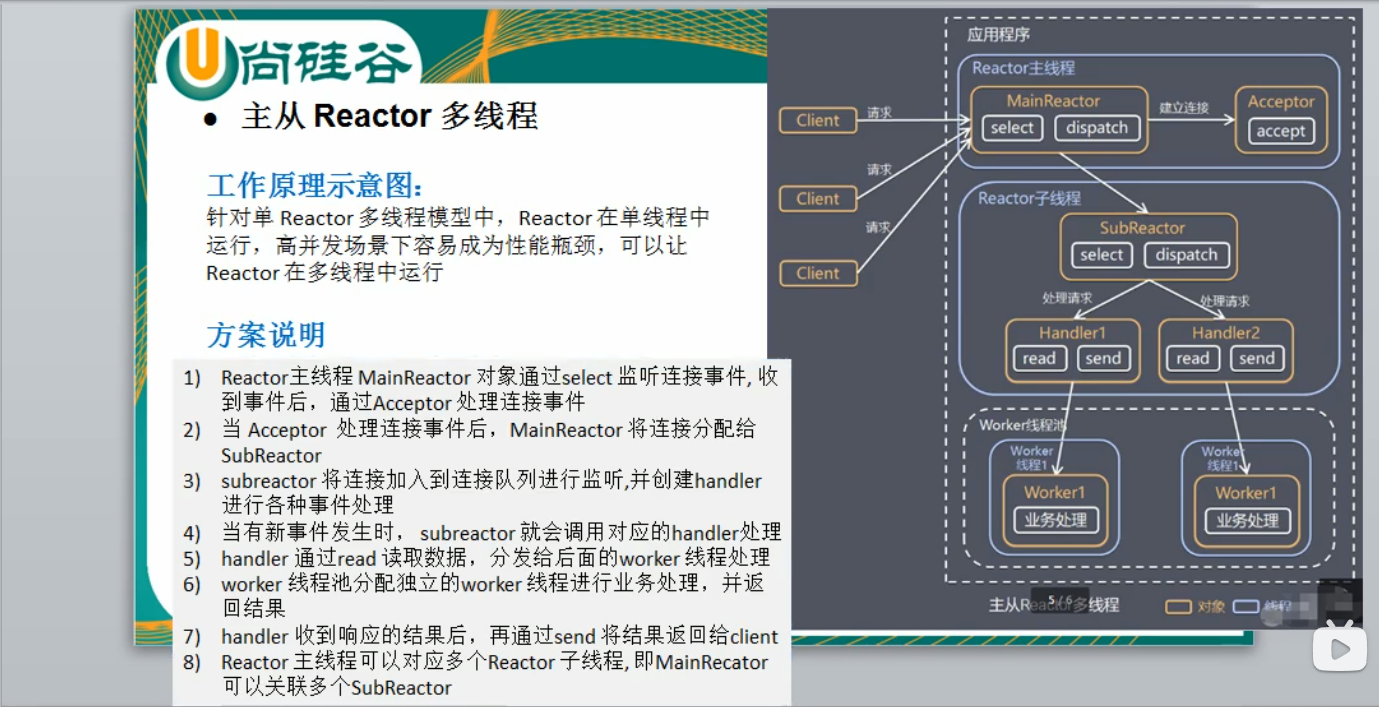 尚硅谷
● 主从 Reactor 多线程
工作原理示意图:
针对单 Reactor 多线程模型中，Reactor 在单线程中
运行，高并发场景下容易成为性能瓶颈，可以让
Reactor 在多线程中运行
方案说明
1) Reactor主线程 MainReactor 对象通过select 监听连接事件, 收
到事件后，通过Acceptor 处理连接事件
2) 当 Acceptor 处理连接事件后，MainReactor 将连接分配给
SubReactor
3) subreactor 将连接加入到连接队列进行监听,并创建handler
进行各种事件处理
4) 当有新事件发生时， subreactor 就会调用对应的handler处理
5) handler 通过read 读取数据，分发给后面的worker 线程处理
6) worker 线程池分配独立的worker 线程进行业务处理，并返
回结果
7) handler 收到响应的结果后，再通过send 将结果返回给client
8) Reactor 主线程可以对应多个Reactor 子线程, 即MainRecator
可以关联多个SubReactor
应用程序
Reactor主线程
MainReactor
select dispatch
建立连接
Acceptor
accept
Client
请求
Client
请求
Client
请求
Reactor子线程
SubReactor
select dispatch
处理请求
处理请求
Handler1
read send
Handler2
read send
Worker线程池
Worker
线程1
Worker1
业务处理
Worker
线程1
Worker1
业务处理
主从Reactor多线程
5 / 6
对象
线程